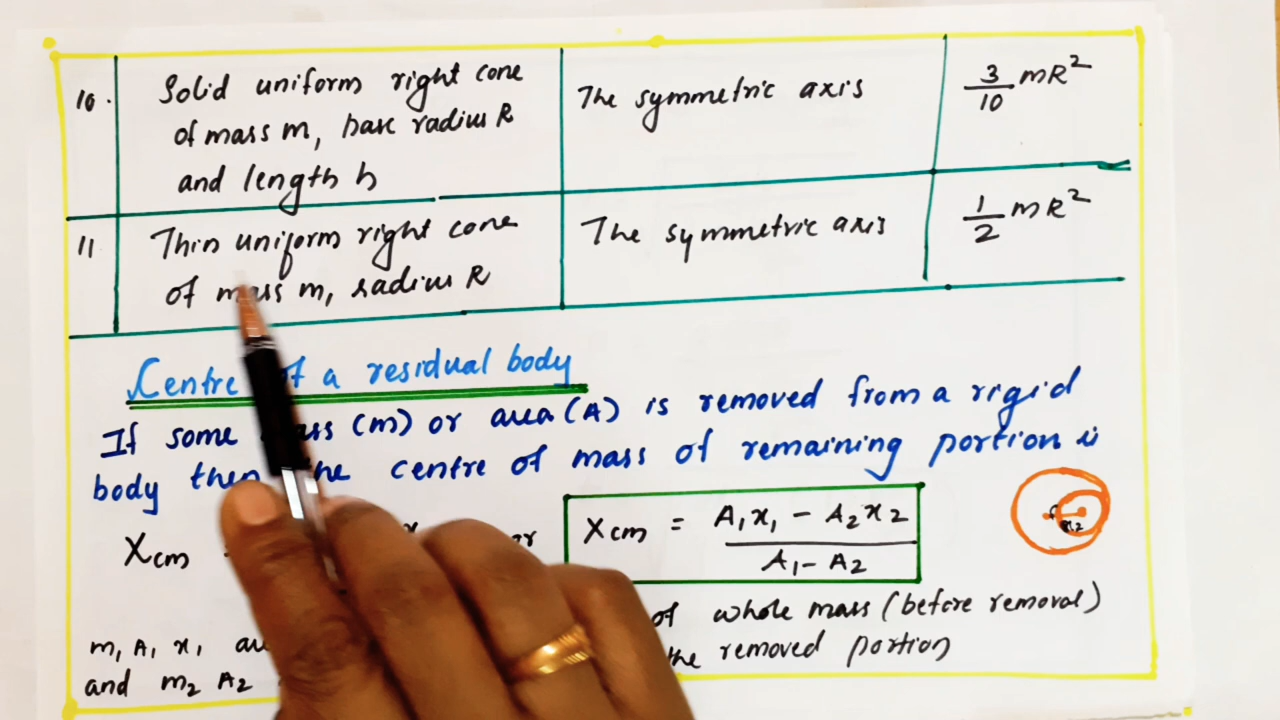 10. Solid uniform right cone The symmetric axis 3/10 mR²
of mass m, base radius R
and length h
11 Thin uniform right cone The symmetric axis 1/2 mR²
of mass m, radius R
Centre of a residual body
If some mass (m) or area (A) is removed from a rigid
body then the centre of mass of remaining portion is
Xcm or Xcm = A₁x₁ - A₂x₂ / A₁ - A₂
x₂
m, A, x, of whole mass (before removal)
and m₂ A₂ the removed portion